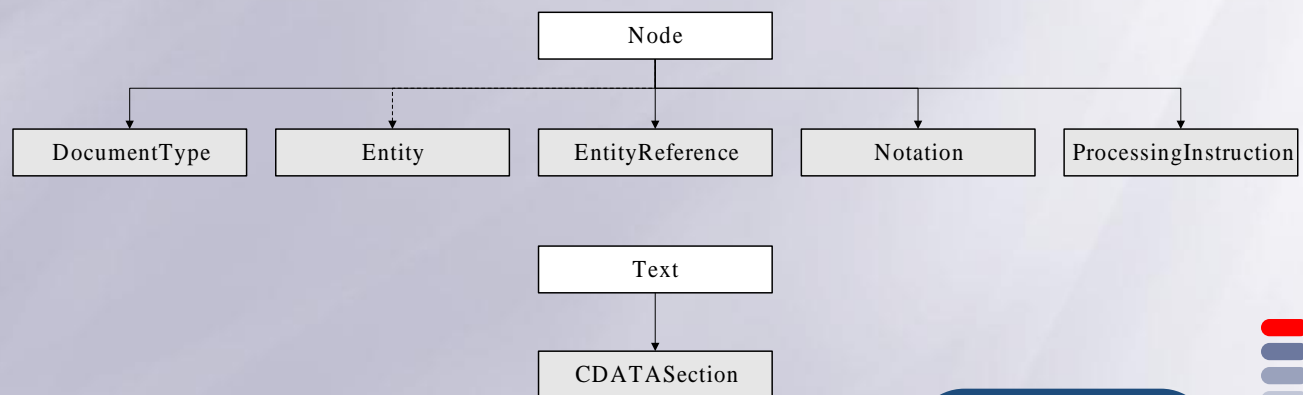 Node
DocumentType
Entity
EntityReference
Notation
ProcessingInstruction
Text
CDATASection